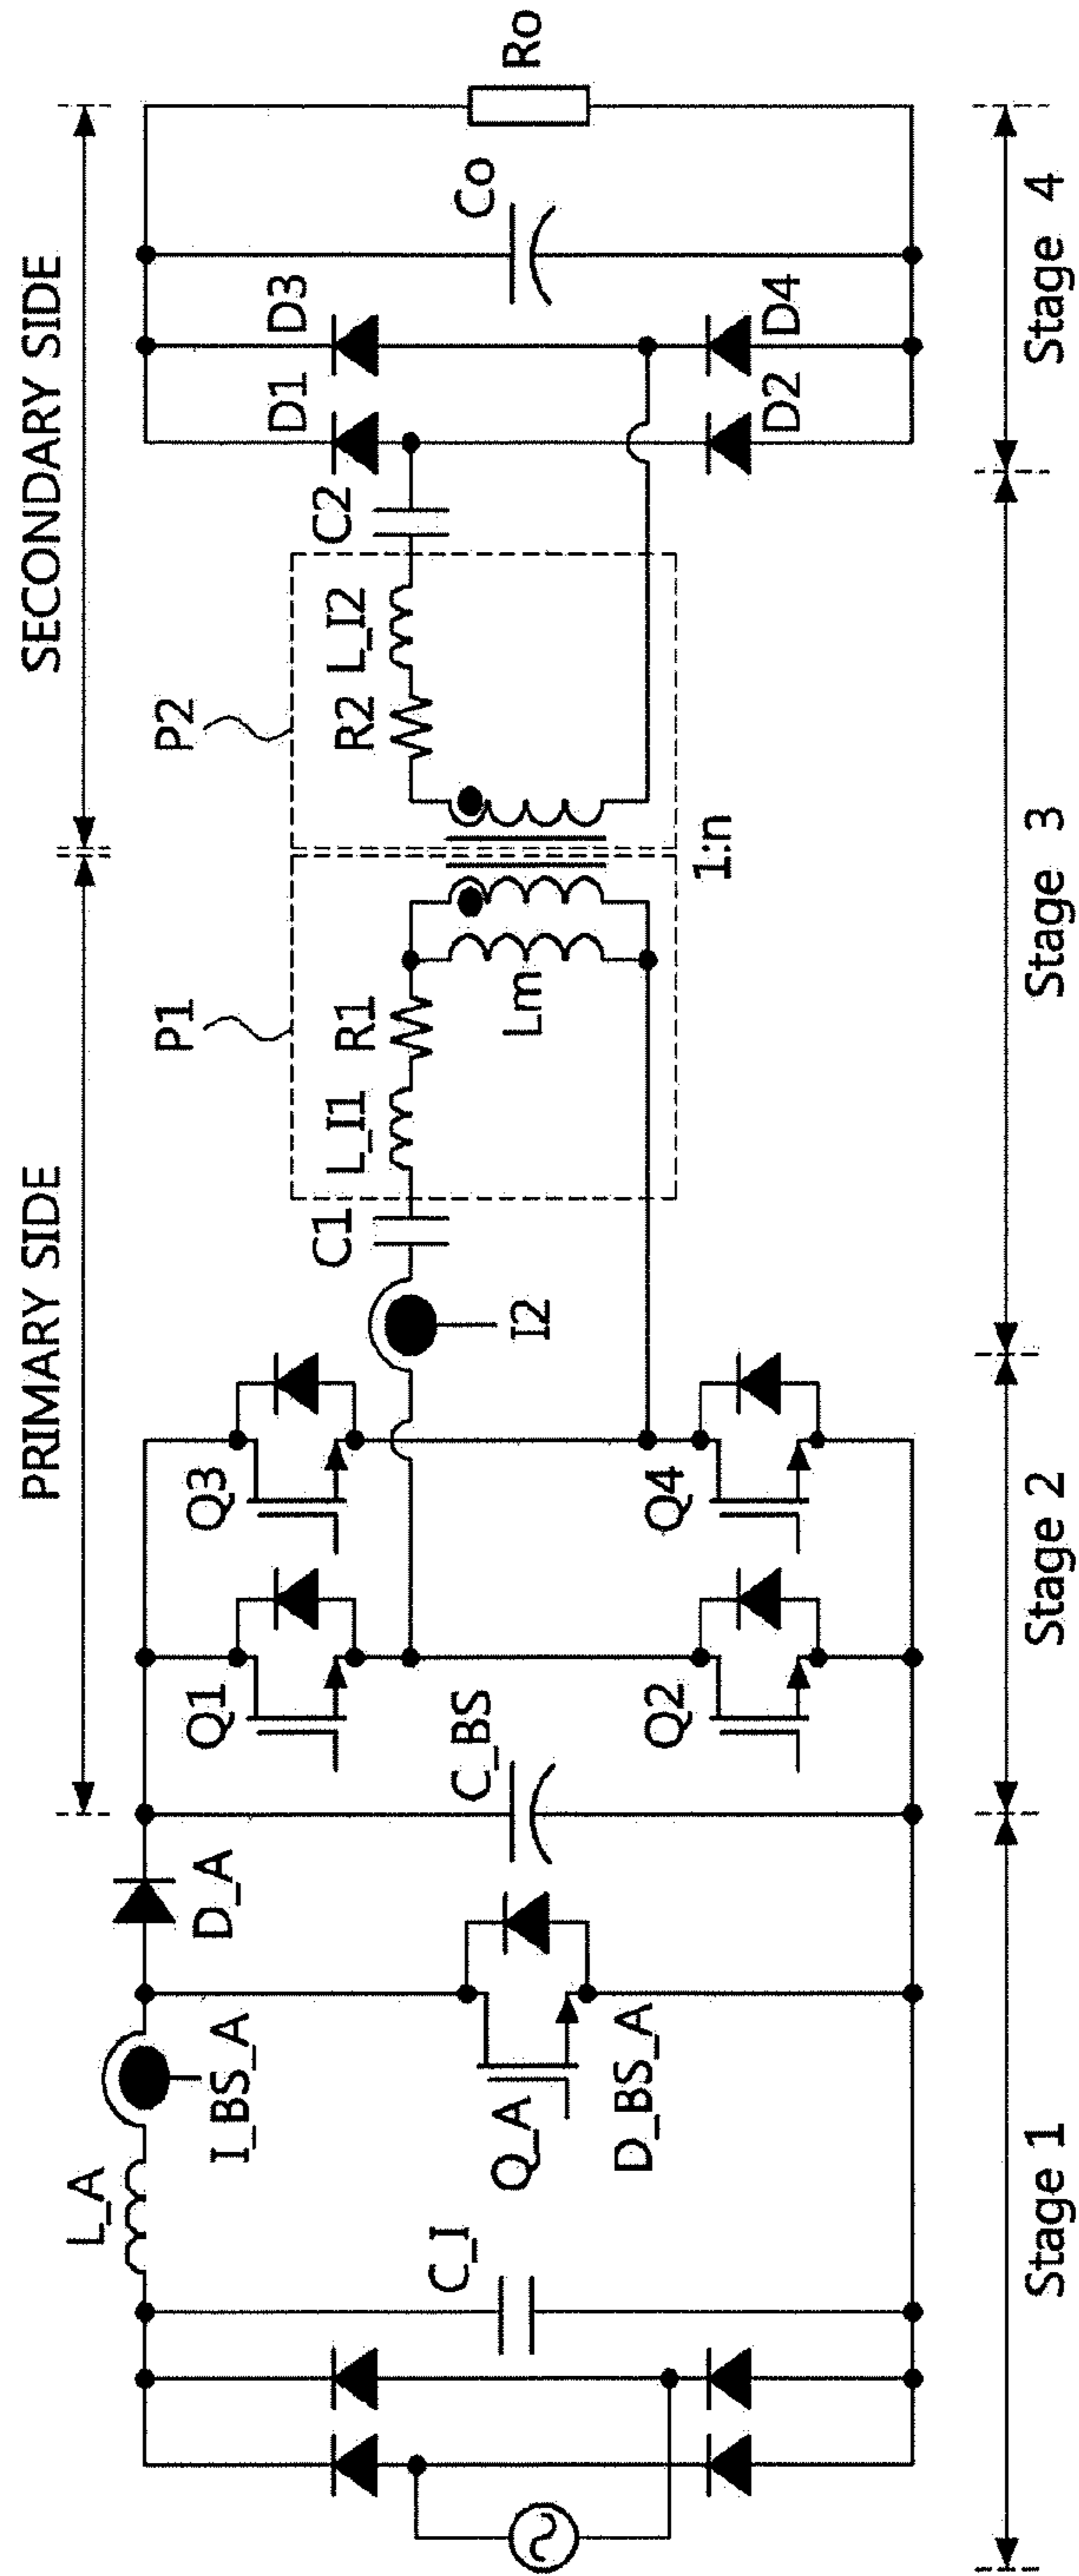 PRIMARY SIDE
SECONDARY SIDE
L_A
I_BS_A
D_A
C_I
Q_A
D_BS_A
C_BS
Q1
Q3
Q2
Q4
I2
C1
L_I1
R1
P1
Lm
1:n
P2
R2
L_I2
C2
D1
D3
D2
D4
Co
Ro
Stage 1
Stage 2
Stage 3
Stage 4